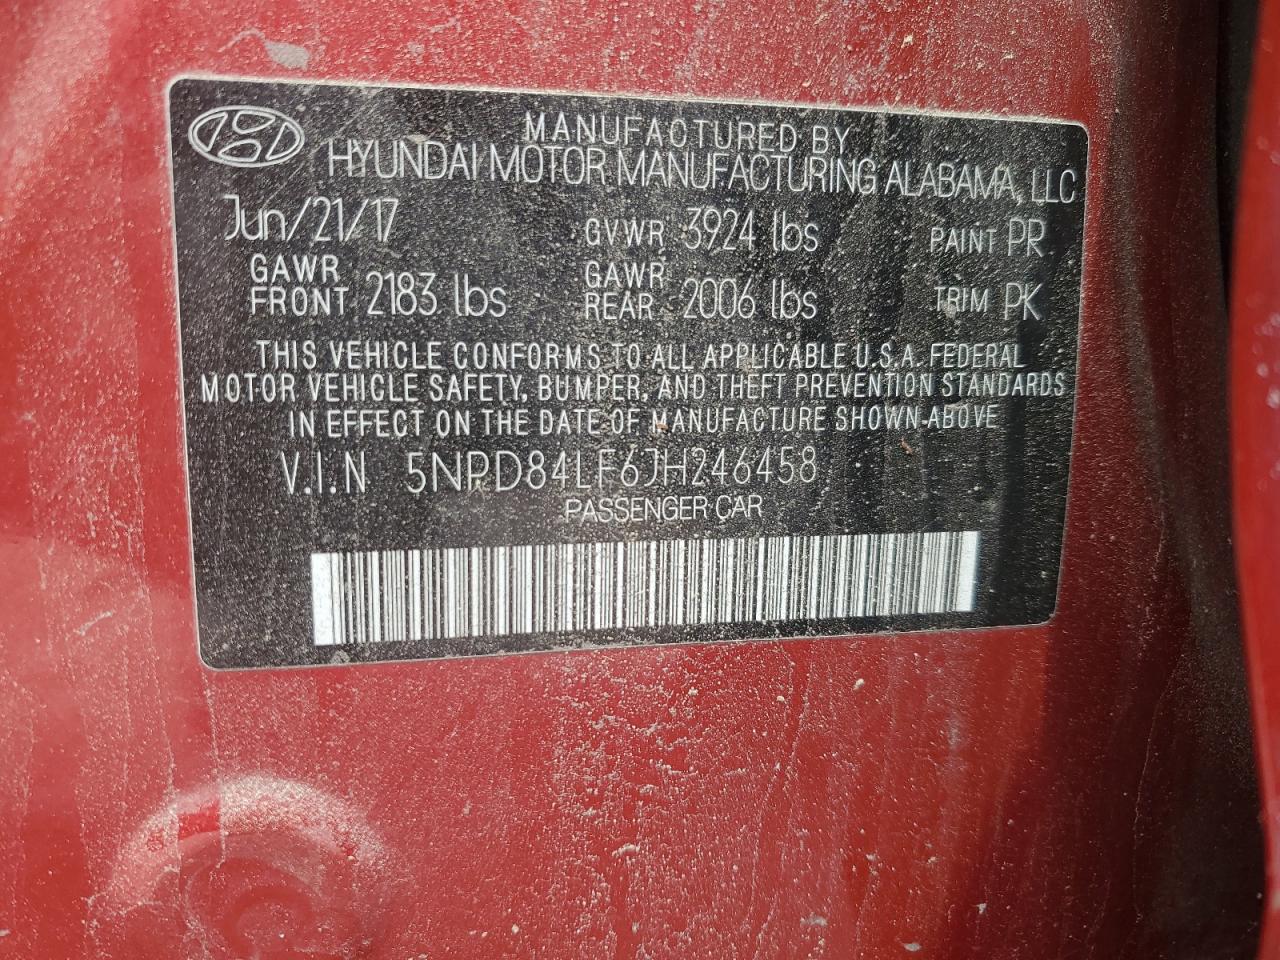 MANUFACTURED BY
HYUNDAI MOTOR MANUFACTURING ALABAMA, LLC
Jun/21/17 GVWR 3924 lbs PAINT PR
GAWR FRONT 2183 lbs GAWR REAR 2006 lbs TRIM PK
THIS VEHICLE CONFORMS TO ALL APPLICABLE U.S.A. FEDERAL
MOTOR VEHICLE SAFETY, BUMPER, AND THEFT PREVENTION STANDARDS
IN EFFECT ON THE DATE OF MANUFACTURE SHOWN ABOVE
V.I.N 5NPD84LF6JH246458
PASSENGER CAR